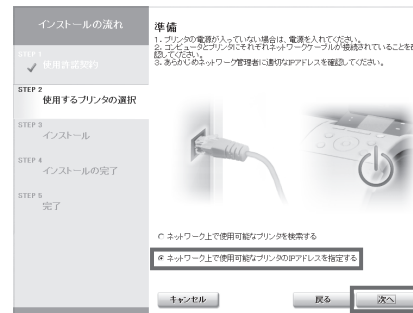 インストールの流れ
STEP 1
使用許諾契約
STEP 2
使用するプリンタの選択
STEP 3
インストール
STEP 4
インストールの完了
STEP 5
完了
準備
1. プリンタの電源が入っていない場合は、電源を入れてください。
2. コンピュータとプリンタにそれぞれネットワークケーブルが接続されていることを確
認してください。
3. あらかじめネットワーク管理者に適切なIPアドレスを確認してください。
ネットワーク上で使用可能なプリンタを検索する
ネットワーク上で使用可能なプリンタのIPアドレスを指定する
キャンセル
戻る
次へ